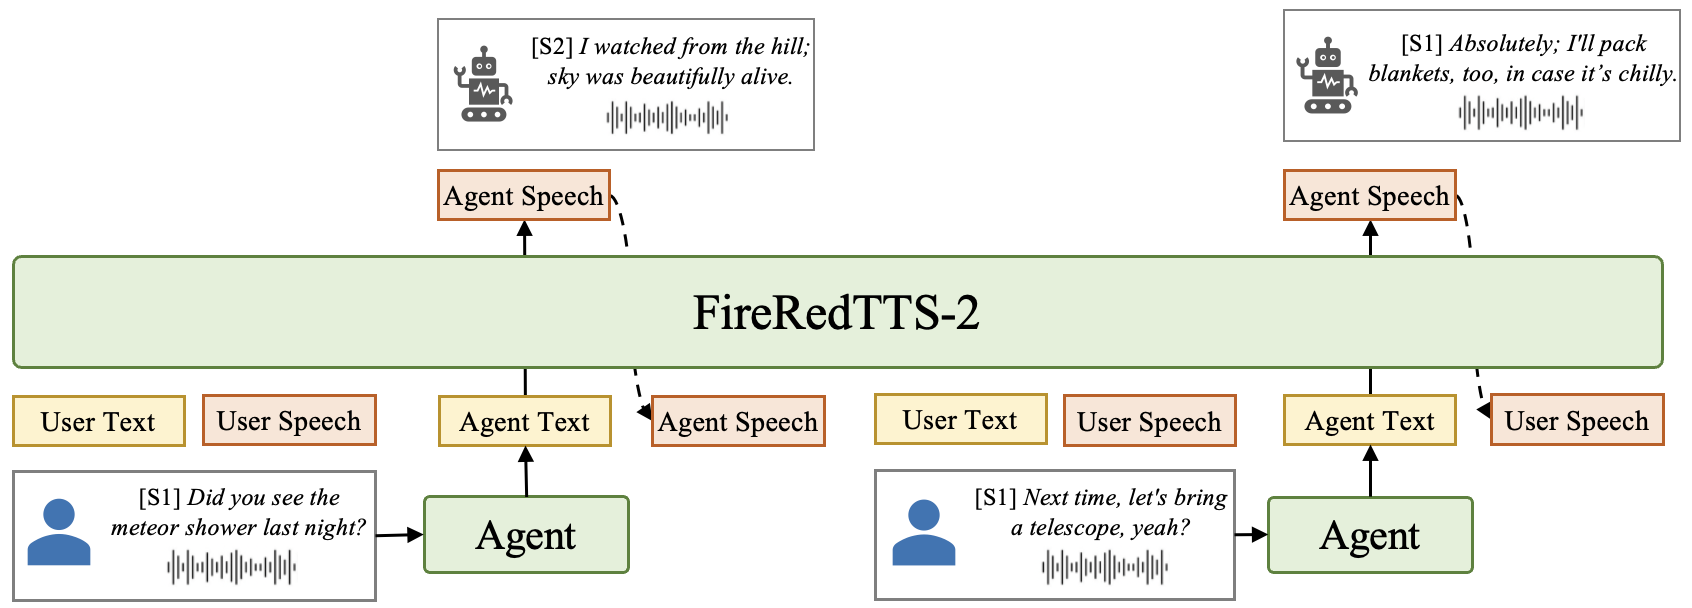 [S2] I watched from the hill;
sky was beautifully alive.
[S1] Absolutely; I'll pack
blankets, too, in case it’s chilly.
Agent Speech
Agent Speech
FireRedTTS-2
User Text
User Speech
Agent Text
Agent Speech
User Text
User Speech
Agent Text
User Speech
[S1] Did you see the
meteor shower last night?
Agent
[S1] Next time, let's bring
a telescope, yeah?
Agent